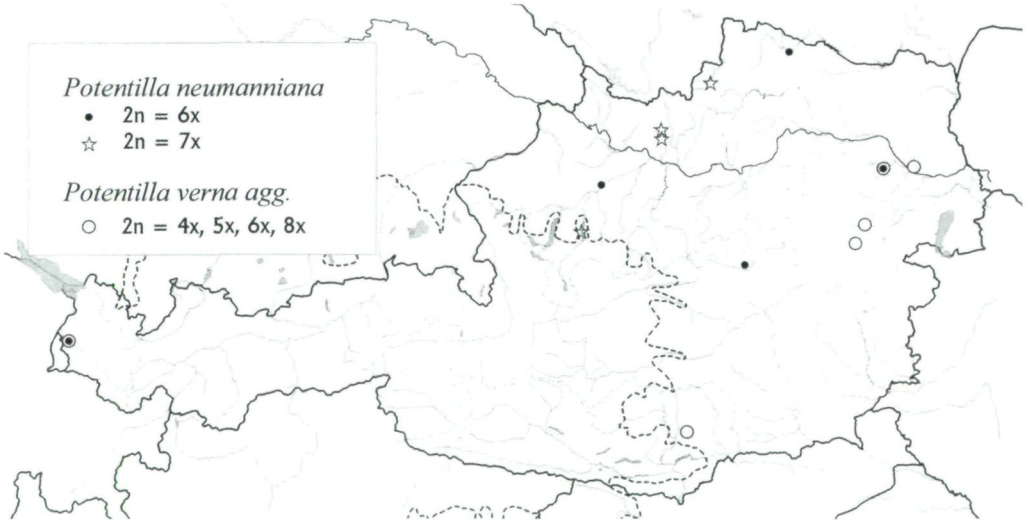 Potentilla neumanniana
● 2n = 6x
☆ 2n = 7x
Potentilla verna agg.
○ 2n = 4x, 5x, 6x, 8x